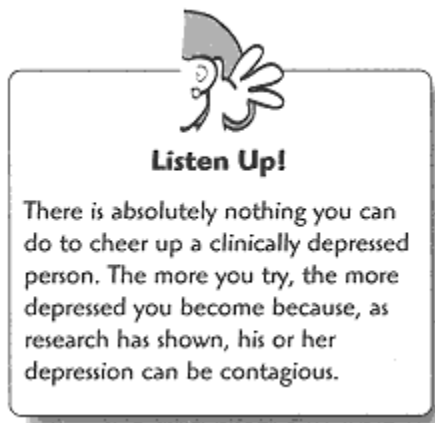 Listen Up!
There is absolutely nothing you can
do to cheer up a clinically depressed
person. The more you try, the more
depressed you become because, as
research has shown, his or her
depression can be contagious.